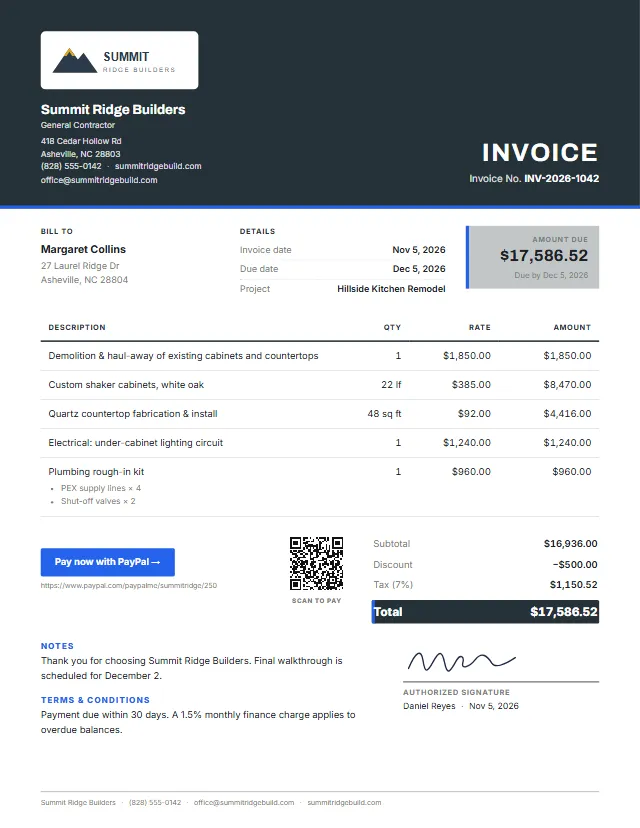 SUMMIT
RIDGE BUILDERS
Summit Ridge Builders
General Contractor
418 Cedar Hollow Rd
Asheville, NC 28803
(828) 555-0142 · summitridgebuild.com
office@summitridgebuild.com
INVOICE
Invoice No. INV-2026-1042
BILL TO
Margaret Collins
27 Laurel Ridge Dr
Asheville, NC 28804
DETAILS
Invoice date Nov 5, 2026
Due date Dec 5, 2026
Project Hillside Kitchen Remodel
AMOUNT DUE
$17,586.52
Due by Dec 5, 2026
DESCRIPTION QTY RATE AMOUNT
Demolition & haul-away of existing cabinets and countertops 1 $1,850.00 $1,850.00
Custom shaker cabinets, white oak 22 lf $385.00 $8,470.00
Quartz countertop fabrication & install 48 sq ft $92.00 $4,416.00
Electrical: under-cabinet lighting circuit 1 $1,240.00 $1,240.00
Plumbing rough-in kit 1 $960.00 $960.00
• PEX supply lines × 4
• Shut-off valves × 2
Pay now with PayPal →
https://www.paypal.com/paypalme/summitridge/250
SCAN TO PAY
Subtotal $16,936.00
Discount −$500.00
Tax (7%) $1,150.52
Total $17,586.52
NOTES
Thank you for choosing Summit Ridge Builders. Final walkthrough is
scheduled for December 2.
TERMS & CONDITIONS
Payment due within 30 days. A 1.5% monthly finance charge applies to
overdue balances.
AUTHORIZED SIGNATURE
Daniel Reyes · Nov 5, 2026
Summit Ridge Builders · (828) 555-0142 · office@summitridgebuild.com · summitridgebuild.com